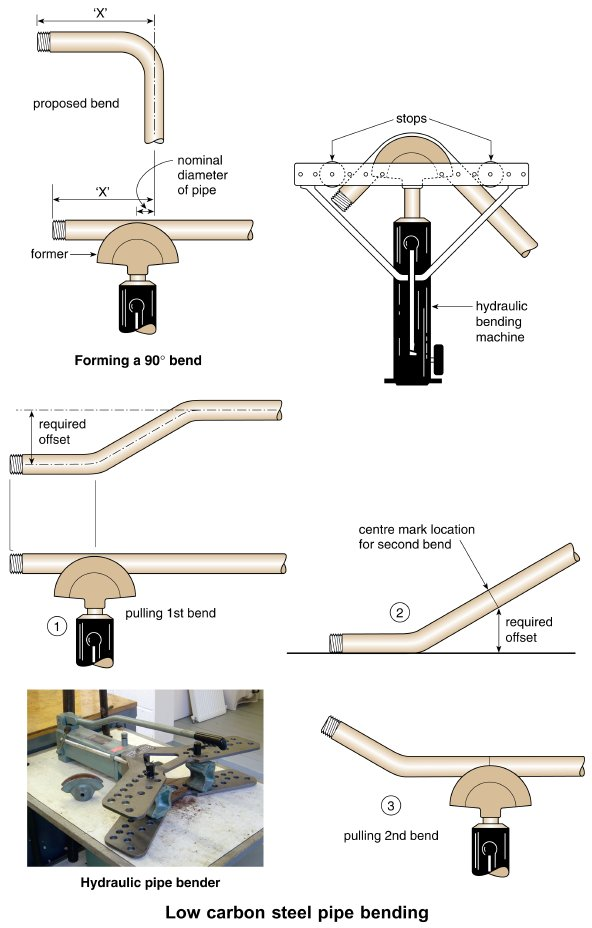 ‘X’
proposed bend
nominal
diameter
of pipe
‘X’
former
Forming a 90° bend
stops
hydraulic
bending
machine
required
offset
1
pulling 1st bend
centre mark location
for second bend
2
required
offset
3
pulling 2nd bend
Hydraulic pipe bender
Low carbon steel pipe bending